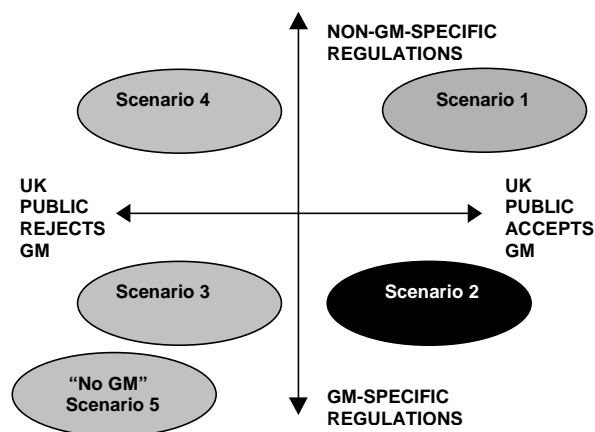 NON-GM-SPECIFIC
REGULATIONS
Scenario 4
Scenario 1
UK
PUBLIC
REJECTS
GM
UK
PUBLIC
ACCEPTS
GM
Scenario 3
Scenario 2
“No GM”
Scenario 5
GM-SPECIFIC
REGULATIONS